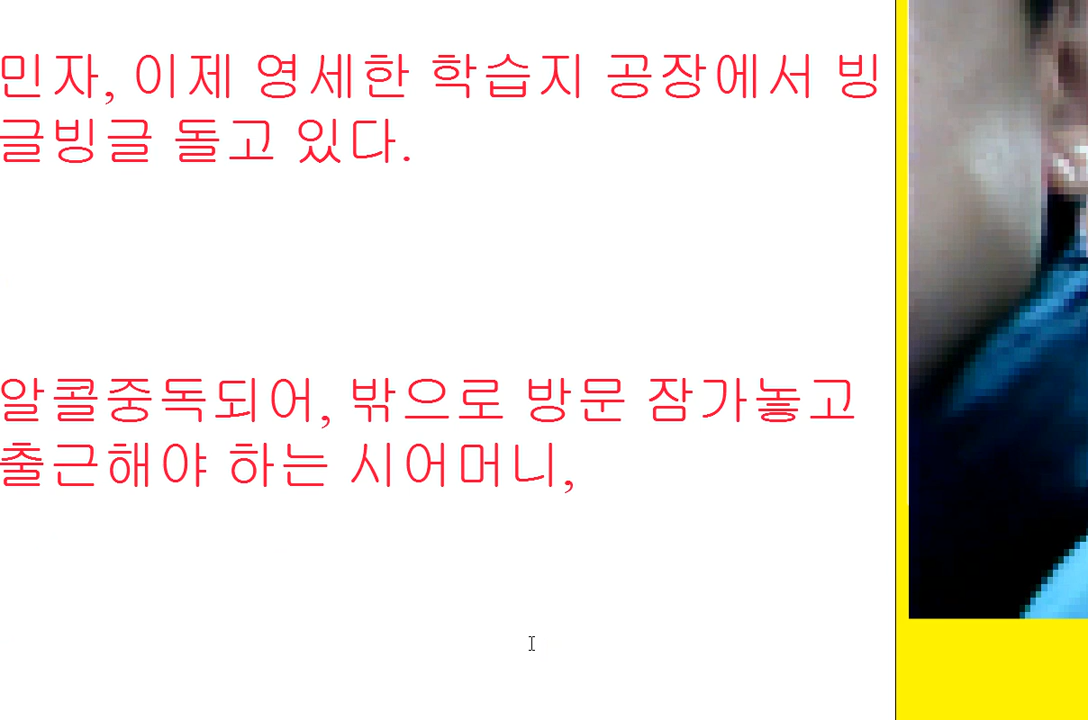 민자, 이제 영세한 학습지 공장에서 빙
글빙글 돌고 있다.
알콜중독되어, 밖으로 방문 잠가놓고
출근해야 하는 시어머니,